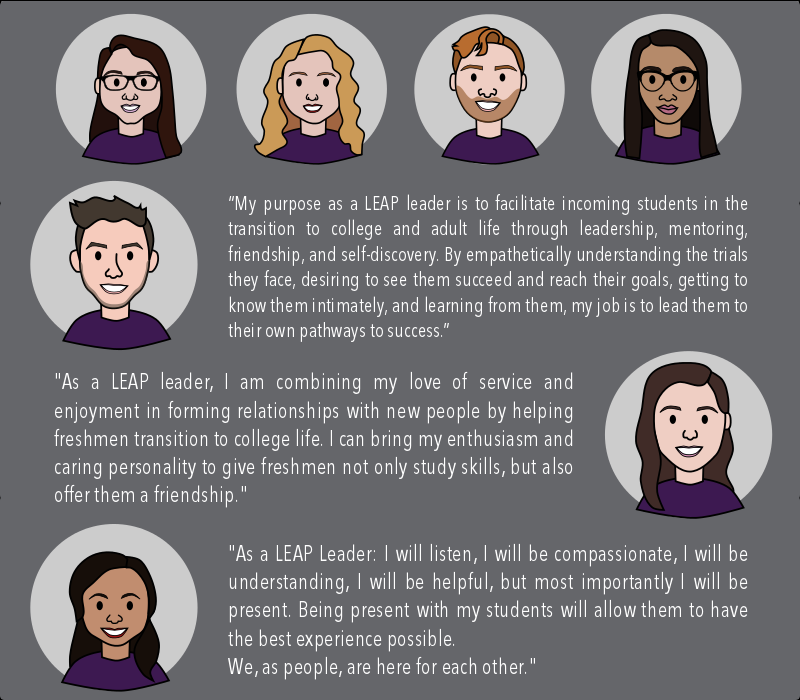 “My purpose as a LEAP leader is to facilitate incoming students in the
transition to college and adult life through leadership, mentoring,
friendship, and self-discovery. By empathetically understanding the trials
they face, desiring to see them succeed and reach their goals, getting to
know them intimately, and learning from them, my job is to lead them to
their own pathways to success.”
"As a LEAP leader, I am combining my love of service and
enjoyment in forming relationships with new people by helping
freshmen transition to college life. I can bring my enthusiasm and
caring personality to give freshmen not only study skills, but also
offer them a friendship."
"As a LEAP Leader: I will listen, I will be compassionate, I will be
understanding, I will be helpful, but most importantly I will be
present. Being present with my students will allow them to have
the best experience possible.
We, as people, are here for each other."